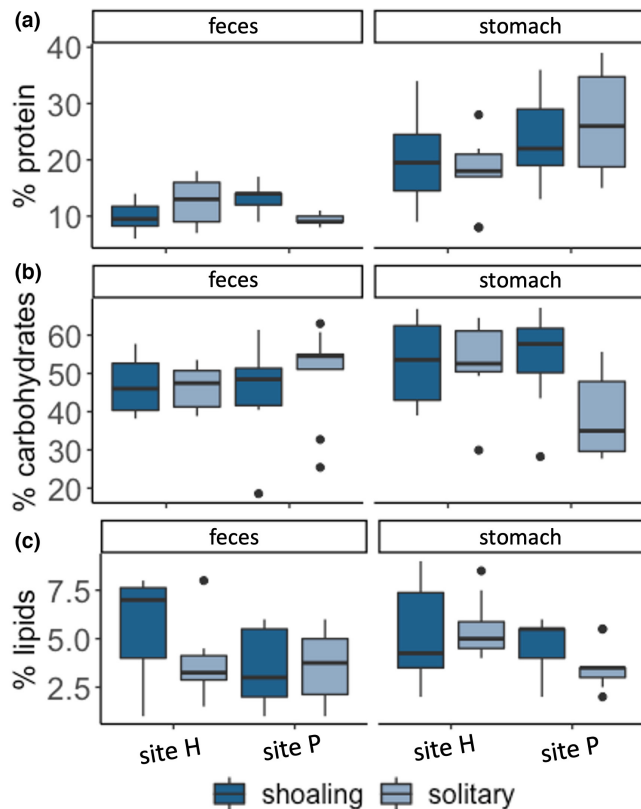 (a)
feces stomach
% protein
40
30
20
10
(b)
feces stomach
% carbohydrates
60
50
40
30
20
(c)
feces stomach
% lipids
7.5
5.0
2.5
site H site P site H site P
shoaling solitary